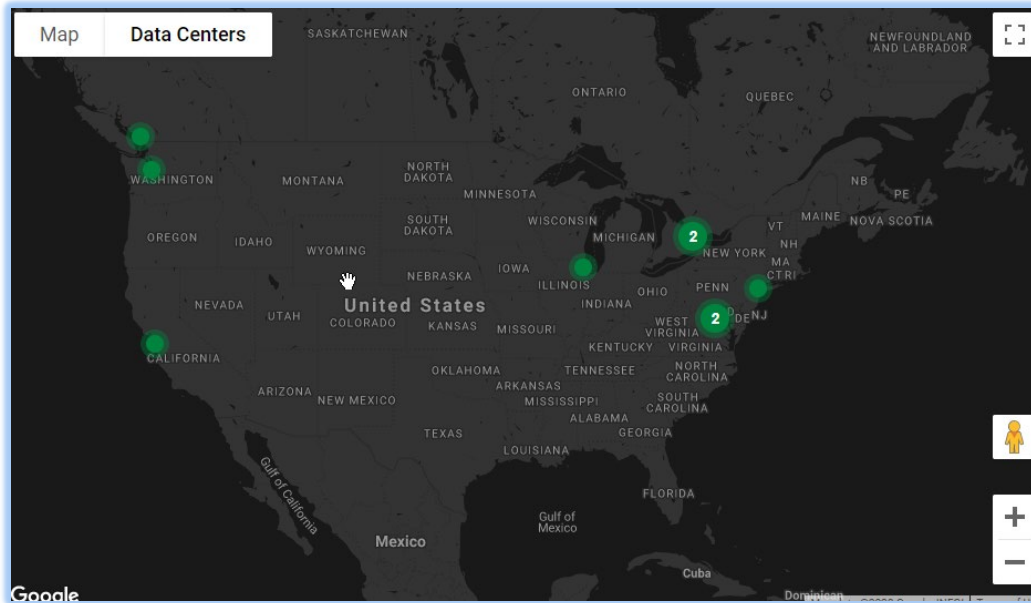 Map
Data Centers
SASKATCHEWAN
NEWFOUNDLAND
AND LABRADOR
ONTARIO
QUEBEC
WASHINGTON
MONTANA
NORTH
DAKOTA
MINNESOTA
NB
PE
SOUTH
DAKOTA
WISCONSIN
MICHIGAN
2
VT
MAINE
NOVA SCOTIA
OREGON
IDAHO
WYOMING
NEW YORK
NH
MA
CT
RI
NEBRASKA
IOWA
ILLINOIS
INDIANA
OHIO
PENN
NEVADA
UTAH
United States
COLORADO
KANSAS
MISSOURI
WEST
VIRGINIA
2
DE
NJ
KENTUCKY
VIRGINIA
CALIFORNIA
OKLAHOMA
TENNESSEE
NORTH
CAROLINA
ARIZONA
NEW MEXICO
ARKANSAS
MISSISSIPPI
SOUTH
CAROLINA
ALABAMA
TEXAS
GEORGIA
LOUISIANA
Gulf of California
FLORIDA
Gulf of
Mexico
Mexico
Cuba
Dominican
Google